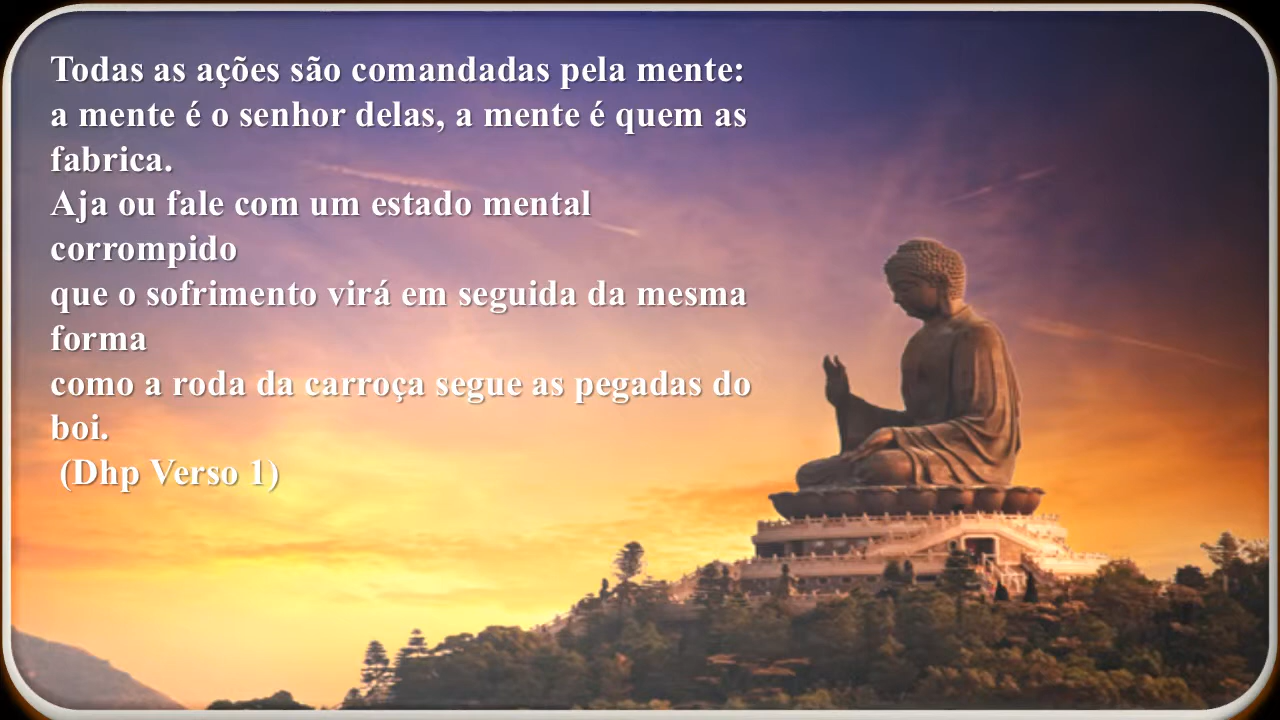 Todas as ações são comandadas pela mente:
a mente é o senhor delas, a mente é quem as
fabrica.
Aja ou fale com um estado mental
corrompido
que o sofrimento virá em seguida da mesma
forma
como a roda da carroça segue as pegadas do
boi.
(Dhp Verso 1)